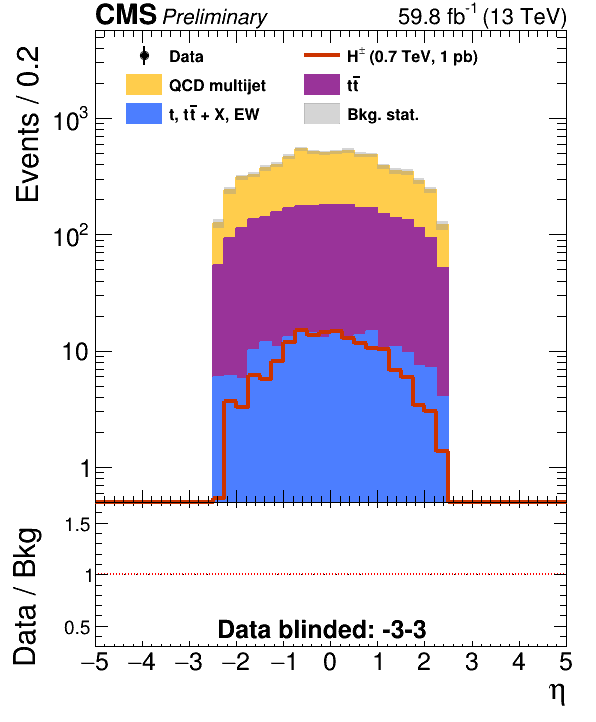 CMS Preliminary 59.8 fb⁻¹ (13 TeV)
Data H± (0.7 TeV, 1 pb)
QCD multijet tt̅
t, tt̅ + X, EW Bkg. stat.
Events / 0.2
10³
10²
10
1
Data / Bkg
1.5
1
0.5
Data blinded: -3-3
−5 −4 −3 −2 −1 0 1 2 3 4 5
η